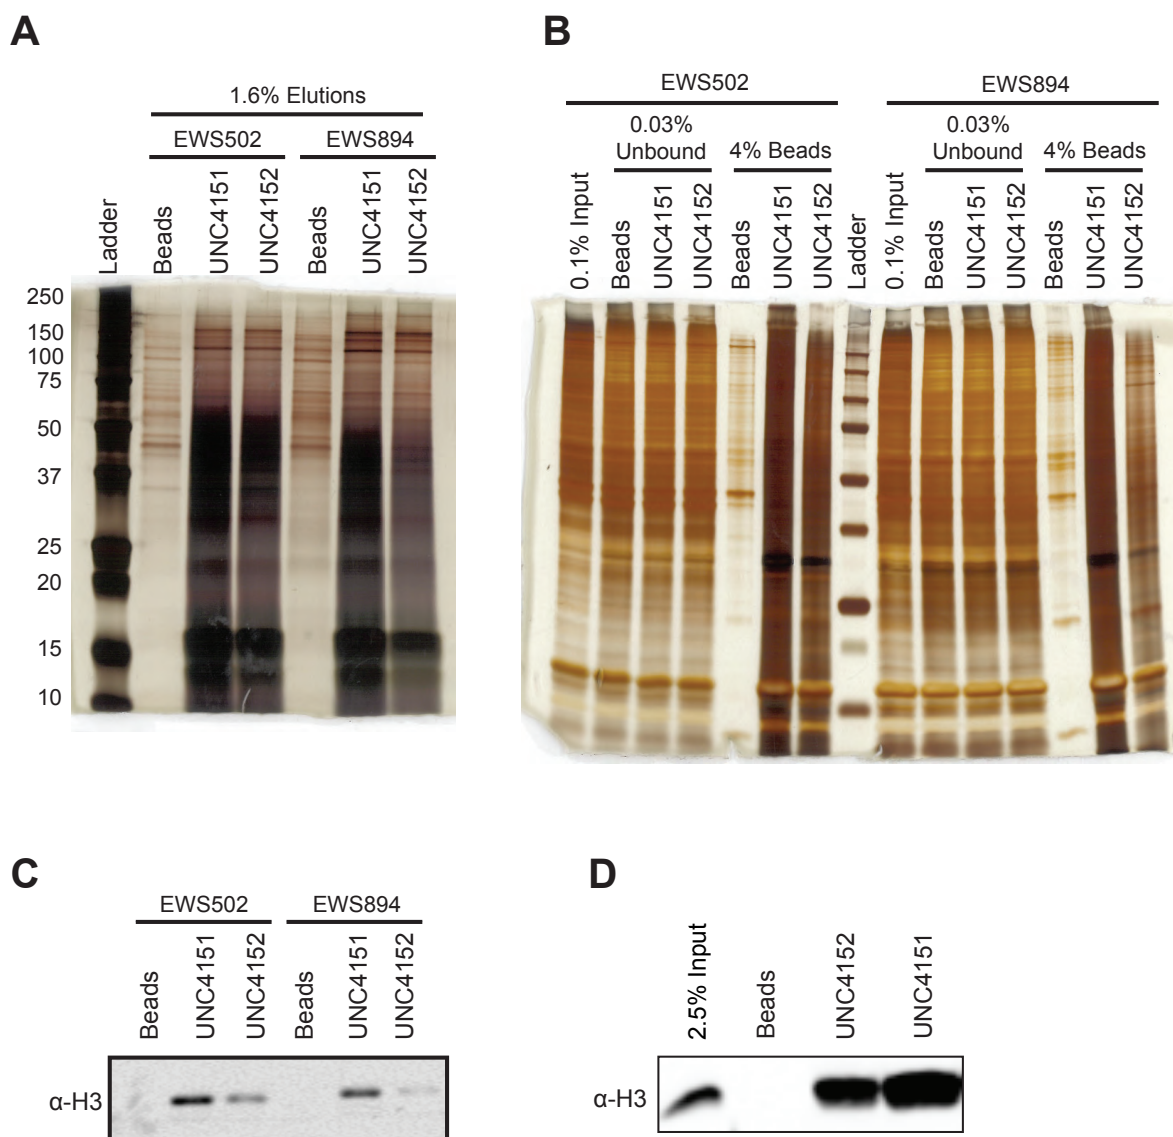 A
1.6% Elutions
EWS502 EWS894
Ladder Beads UNC4151 UNC4152 Beads UNC4151 UNC4152
250
150
100
75
50
37
25
20
15
10
B
EWS502 EWS894
0.03% Unbound 4% Beads 0.03% Unbound 4% Beads
0.1% Input Beads UNC4151 UNC4152 Beads UNC4151 UNC4152 Ladder 0.1% Input Beads UNC4151 UNC4152 Beads UNC4151 UNC4152
C
EWS502 EWS894
Beads UNC4151 UNC4152 Beads UNC4151 UNC4152
α-H3
D
2.5% Input Beads UNC4152 UNC4151
α-H3